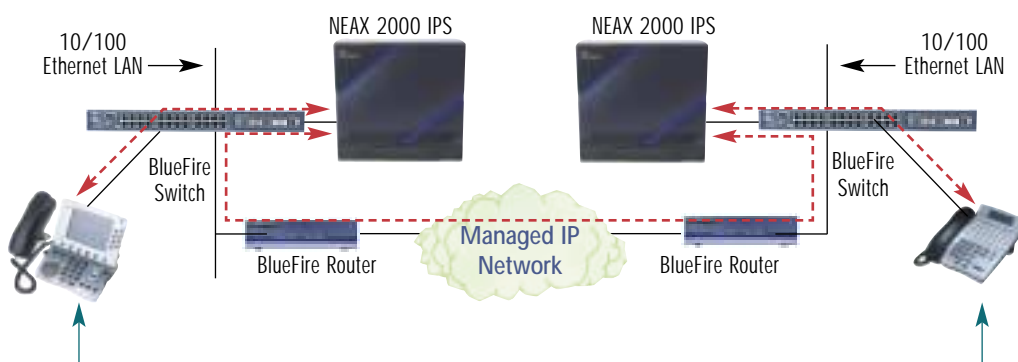 NEAX 2000 IPS
NEAX 2000 IPS
10/100
Ethernet LAN
10/100
Ethernet LAN
BlueFire
Switch
BlueFire
Switch
Managed IP
Network
BlueFire Router
BlueFire Router